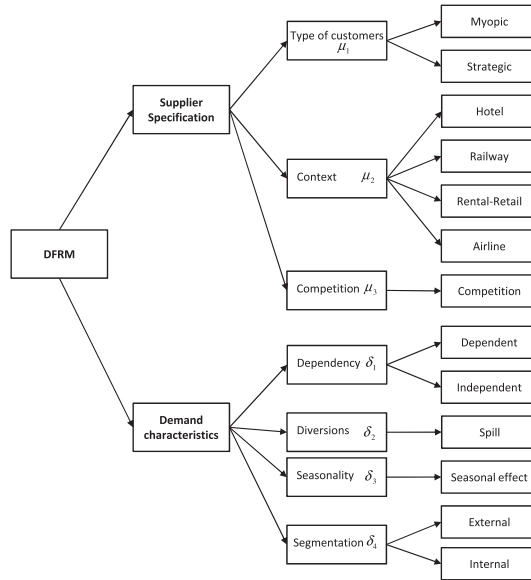 DFRM
Supplier
Specification
Demand
characteristics
Type of customers
μ₁
Context μ₂
Competition μ₃
Dependency δ₁
Diversions δ₂
Seasonality δ₃
Segmentation δ₄
Myopic
Strategic
Hotel
Railway
Rental-Retail
Airline
Competition
Dependent
Independent
Spill
Seasonal effect
External
Internal